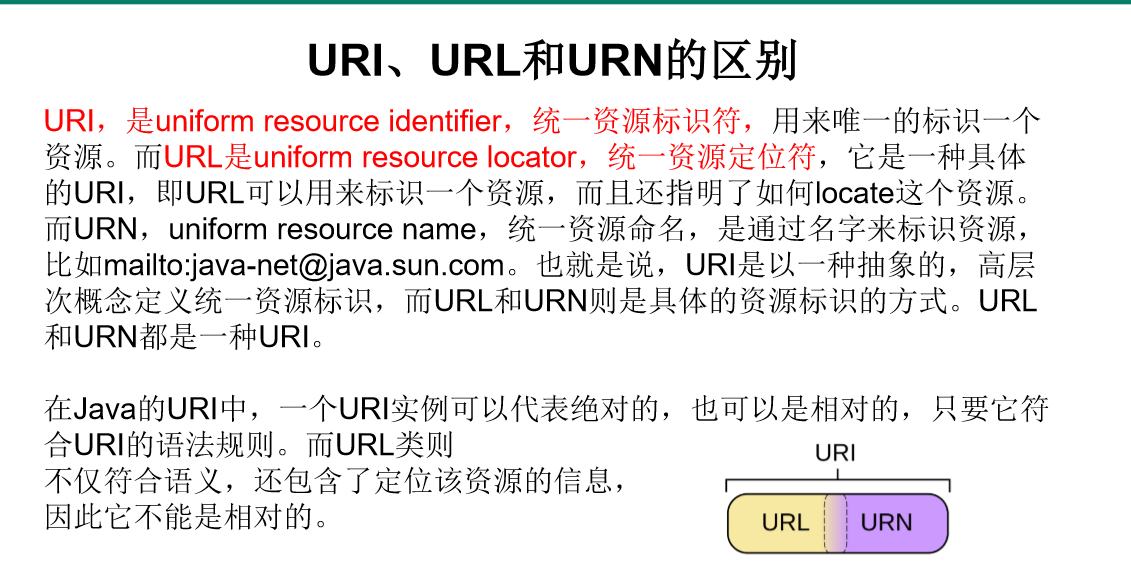 URI、URL和URN的区别
URI，是uniform resource identifier，统一资源标识符，用来唯一的标识一个
资源。而URL是uniform resource locator，统一资源定位符，它是一种具体
的URI，即URL可以用来标识一个资源，而且还指明了如何locate这个资源。
而URN，uniform resource name，统一资源命名，是通过名字来标识资源，
比如mailto:java-net@java.sun.com。也就是说，URI是以一种抽象的，高层
次概念定义统一资源标识，而URL和URN则是具体的资源标识的方式。URL
和URN都是一种URI。
在Java的URI中，一个URI实例可以代表绝对的，也可以是相对的，只要它符
合URI的语法规则。而URL类则
不仅符合语义，还包含了定位该资源的信息，
因此它不能是相对的。
URI
URL URN